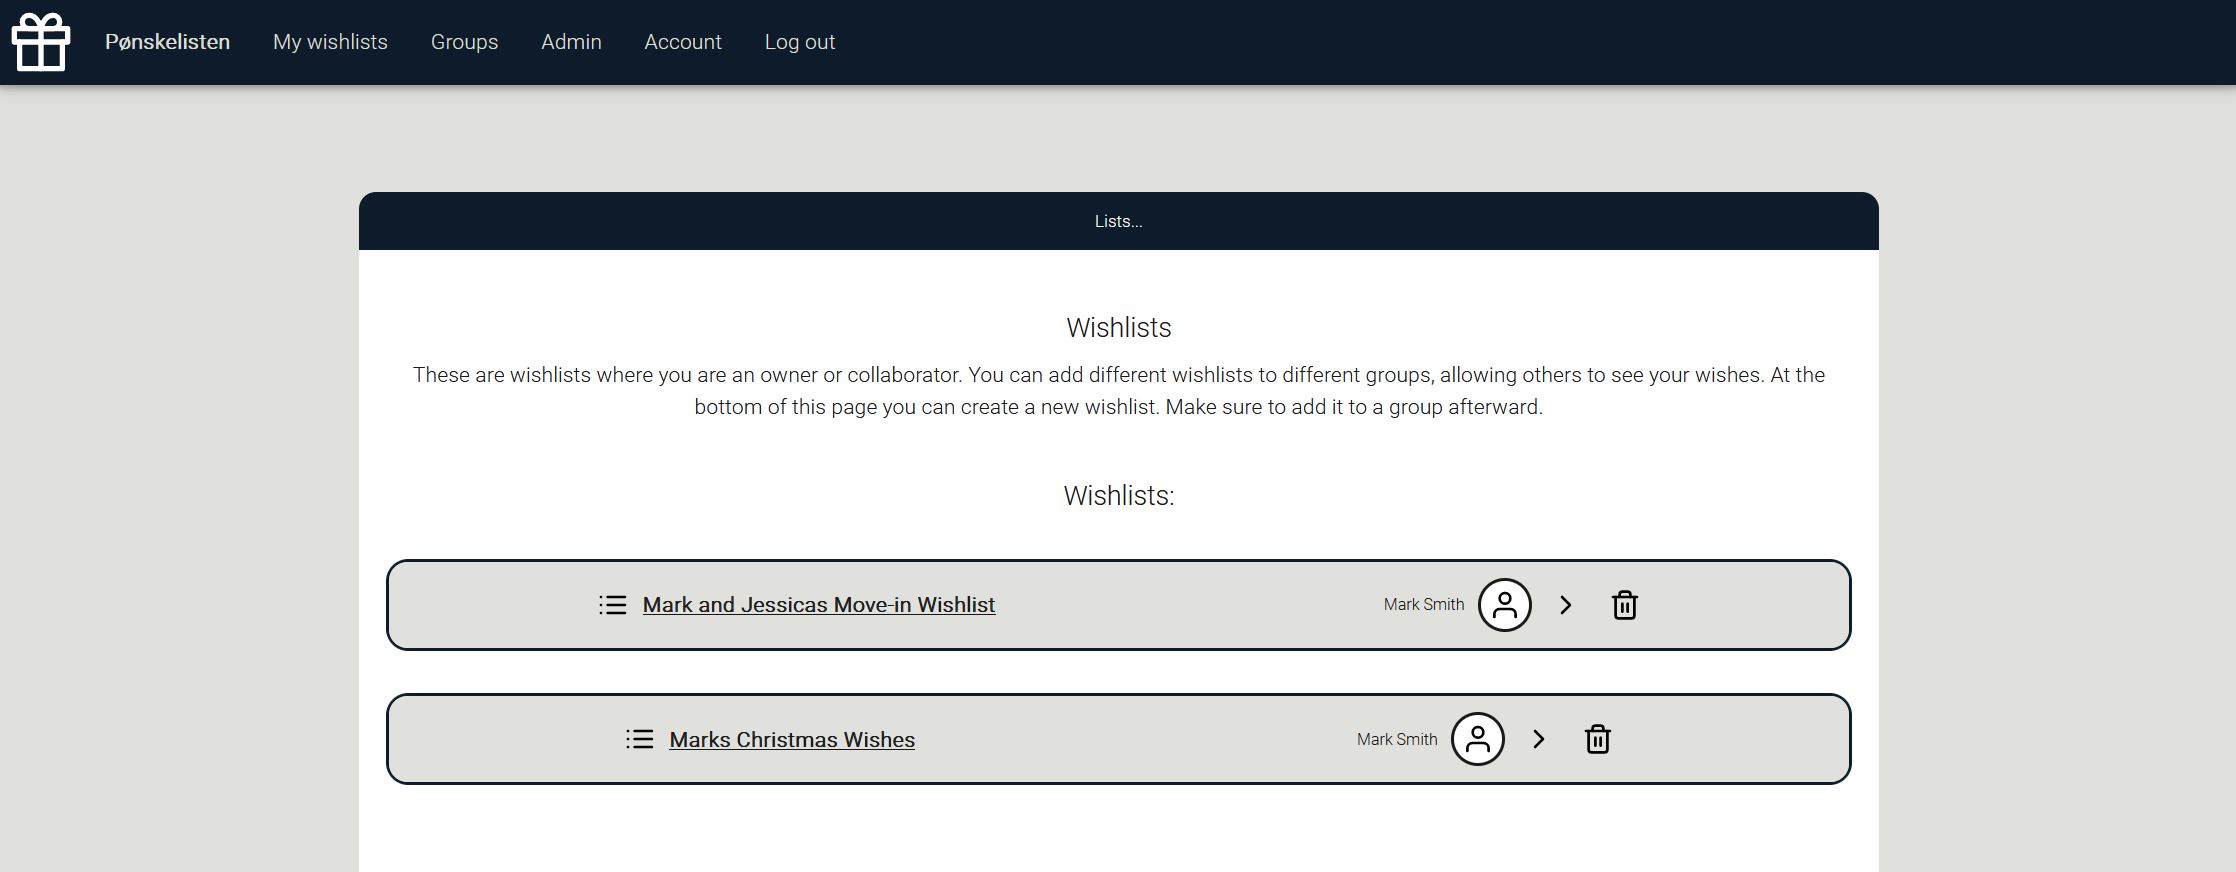 Pønskelisten My wishlists Groups Admin Account Log out
Lists...
Wishlists
These are wishlists where you are an owner or collaborator. You can add different wishlists to different groups, allowing others to see your wishes. At the
bottom of this page you can create a new wishlist. Make sure to add it to a group afterward.
Wishlists:
Mark and Jessicas Move-in Wishlist Mark Smith
Marks Christmas Wishes Mark Smith